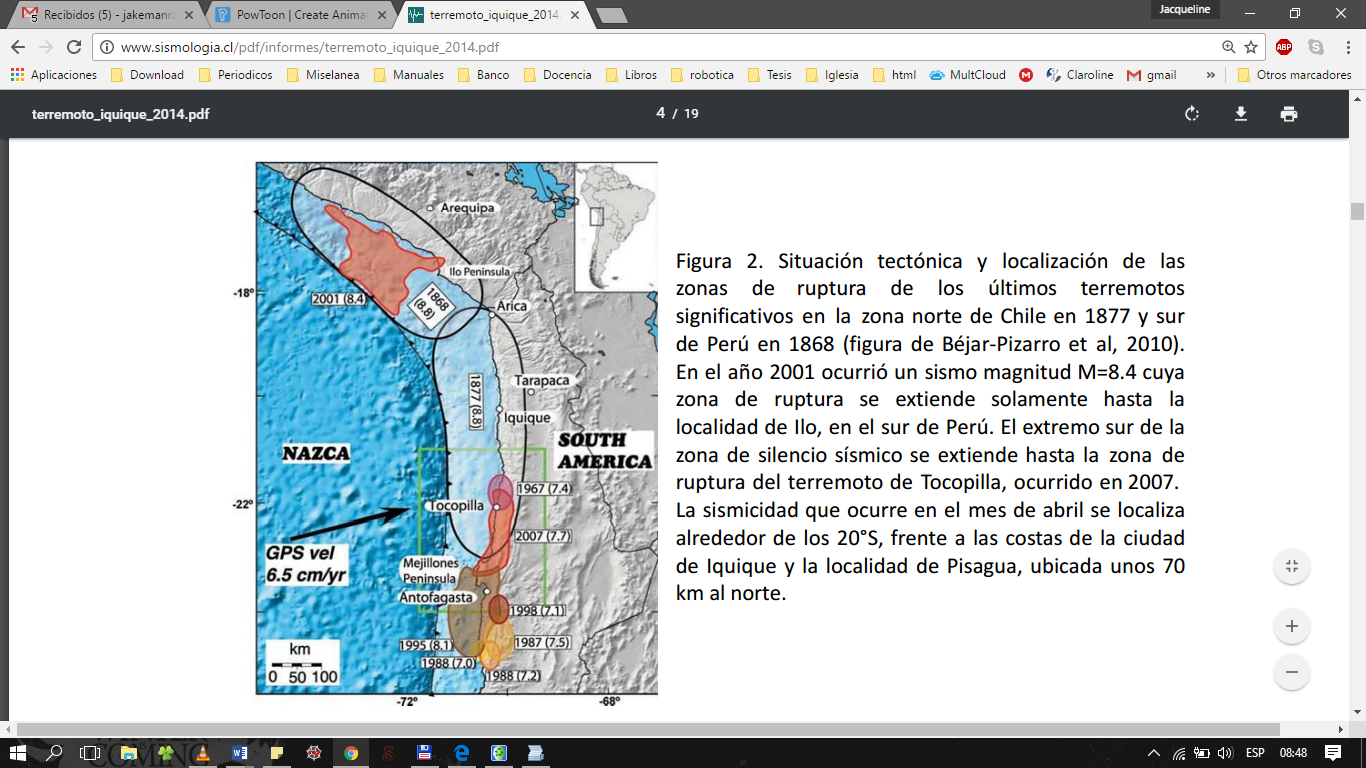 Jacqueline
Recibidos (5) - jakemanra
PowToon | Create Animat
terremoto_iquique_2014.
www.sismologia.cl/pdf/informes/terremoto_iquique_2014.pdf
ABP
Aplicaciones
Download
Periodicos
Miselanea
Manuales
Banco
Docencia
Libros
robotica
Tesis
Iglesia
html
MultCloud
Claroline
gmail
»
Otros marcadores
terremoto_iquique_2014.pdf
4 / 19
Arequipa
Ilo Peninsula
-18°
2001 (8.4)
1868
(8.8)
Arica
1877 (8.8)
Tarapaca
Iquique
NAZCA
SOUTH
AMERICA
1967 (7.4)
-22°
Tocopilla
2007 (7.7)
GPS vel
6.5 cm/yr
Mejillones
Peninsula
Antofagasta
1998 (7.1)
1995 (8.1)
1987 (7.5)
1988 (7.0)
1988 (7.2)
km
0 50 100
-72°
-68°
Figura 2. Situación tectónica y localización de las
zonas de ruptura de los últimos terremotos
significativos en la zona norte de Chile en 1877 y sur
de Perú en 1868 (figura de Béjar-Pizarro et al, 2010).
En el año 2001 ocurrió un sismo magnitud M=8.4 cuya
zona de ruptura se extiende solamente hasta la
localidad de Ilo, en el sur de Perú. El extremo sur de la
zona de silencio sísmico se extiende hasta la zona de
ruptura del terremoto de Tocopilla, ocurrido en 2007.
La sismicidad que ocurre en el mes de abril se localiza
alrededor de los 20°S, frente a las costas de la ciudad
de Iquique y la localidad de Pisagua, ubicada unos 70
km al norte.
COMING
ESP
08:48